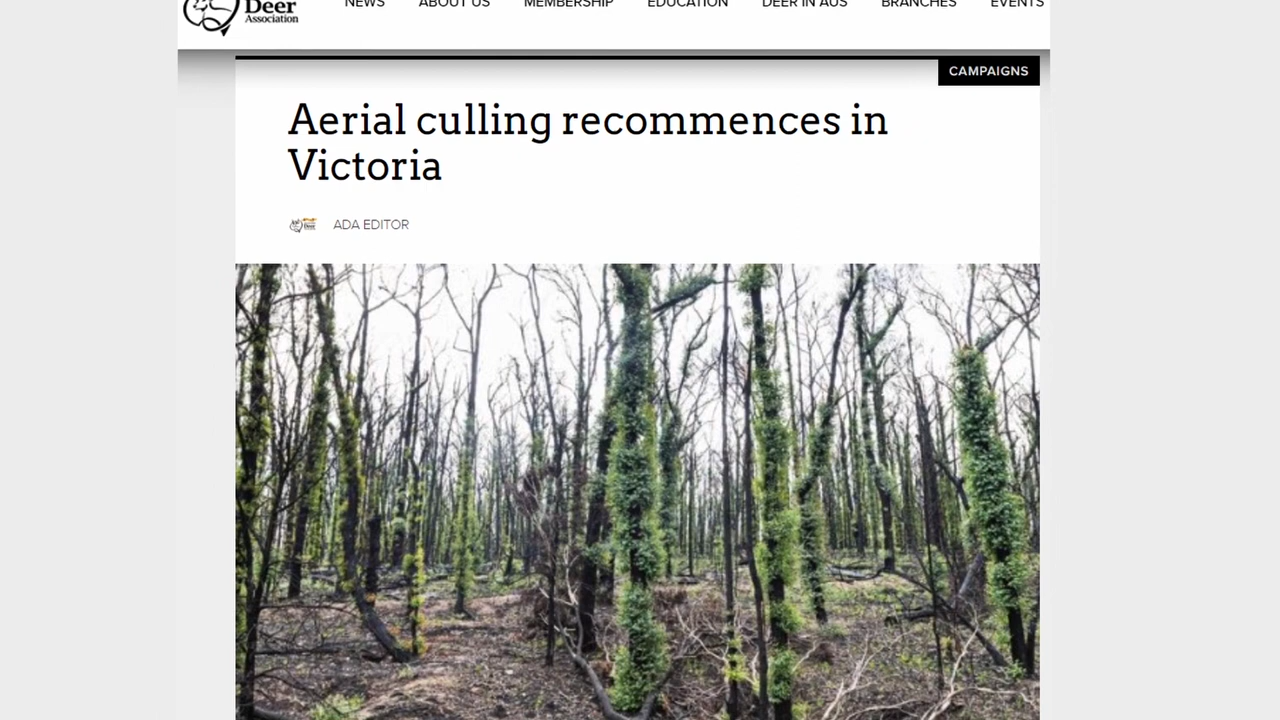 Deer
Association
NEWS ABOUT US MEMBERSHIP EDUCATION DEER IN AUS BRANCHES EVENTS
CAMPAIGNS
Aerial culling recommences in
Victoria
ADA EDITOR